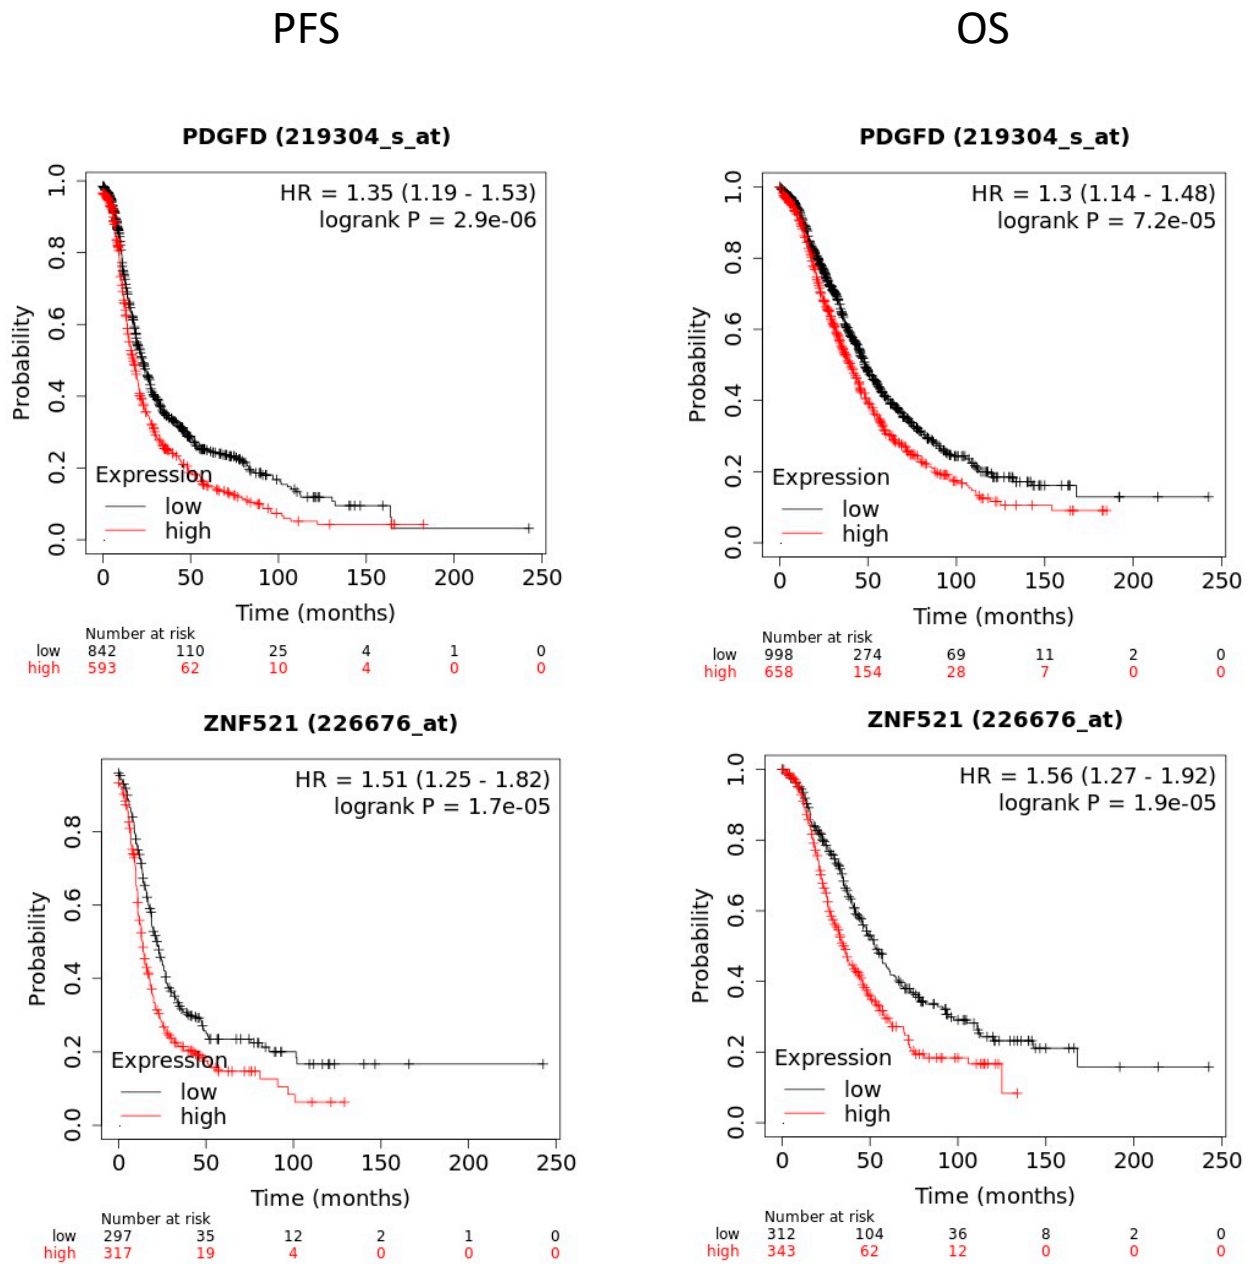 PFS
OS
PDGFD (219304_s_at)
HR = 1.35 (1.19 - 1.53)
logrank P = 2.9e-06
Probability
0.0 0.2 0.4 0.6 0.8 1.0
Expression
low
high
0 50 100 150 200 250
Time (months)
Number at risk
low 842 110 25 4 1 0
high 593 62 10 4 0 0
PDGFD (219304_s_at)
HR = 1.3 (1.14 - 1.48)
logrank P = 7.2e-05
Probability
0.0 0.2 0.4 0.6 0.8 1.0
Expression
low
high
0 50 100 150 200 250
Time (months)
Number at risk
low 998 274 69 11 2 0
high 658 154 28 7 0 0
ZNF521 (226676_at)
HR = 1.51 (1.25 - 1.82)
logrank P = 1.7e-05
Probability
0.0 0.2 0.4 0.6 0.8
Expression
low
high
0 50 100 150 200 250
Time (months)
Number at risk
low 297 35 12 2 1 0
high 317 19 4 0 0 0
ZNF521 (226676_at)
HR = 1.56 (1.27 - 1.92)
logrank P = 1.9e-05
Probability
0.0 0.2 0.4 0.6 0.8 1.0
Expression
low
high
0 50 100 150 200 250
Time (months)
Number at risk
low 312 104 36 8 2 0
high 343 62 12 0 0 0